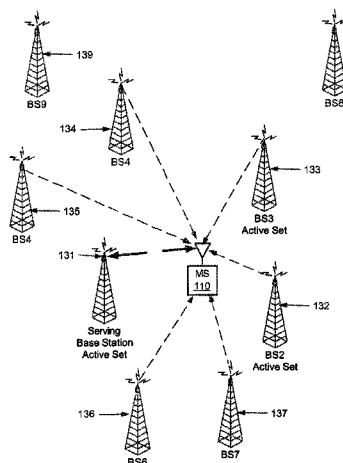 139
BS9
BS8
134
BS4
133
BS3
Active Set
135
BS4
131
MS
110
Serving
Base Station
Active Set
132
BS2
Active Set
136
BS6
137
BS7